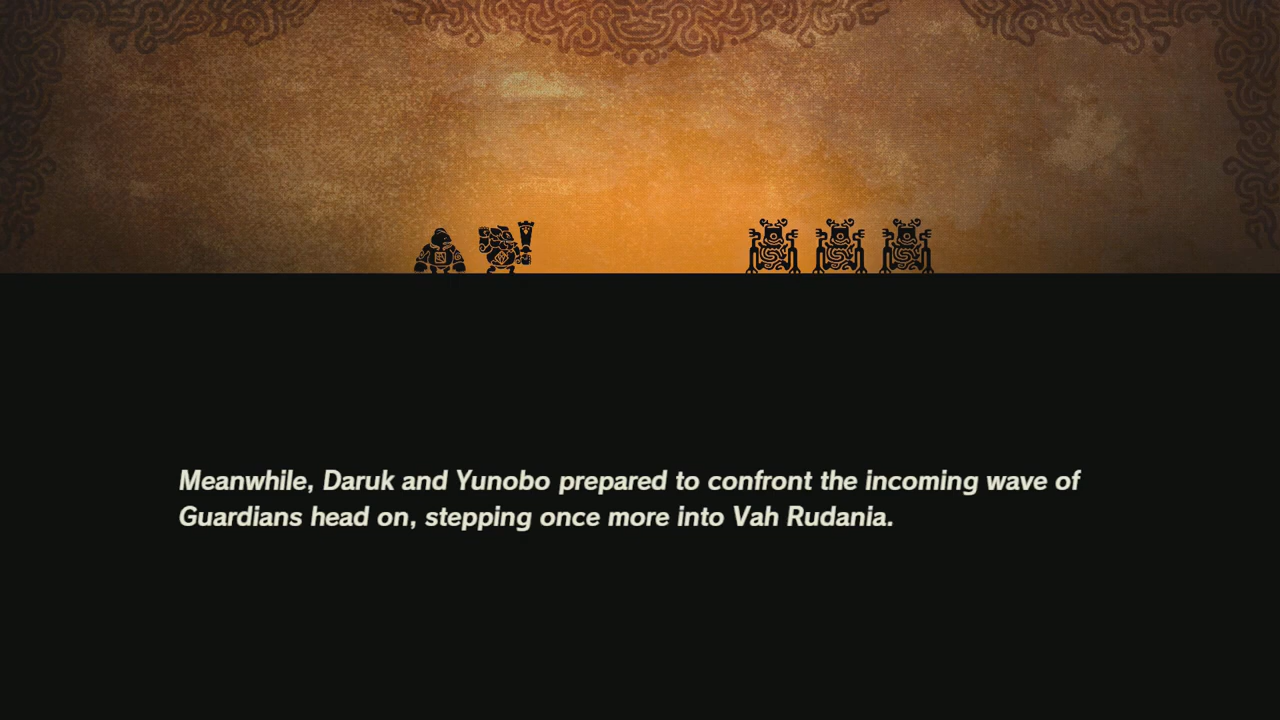 Meanwhile, Daruk and Yunobo prepared to confront the incoming wave of
Guardians head on, stepping once more into Vah Rudania.